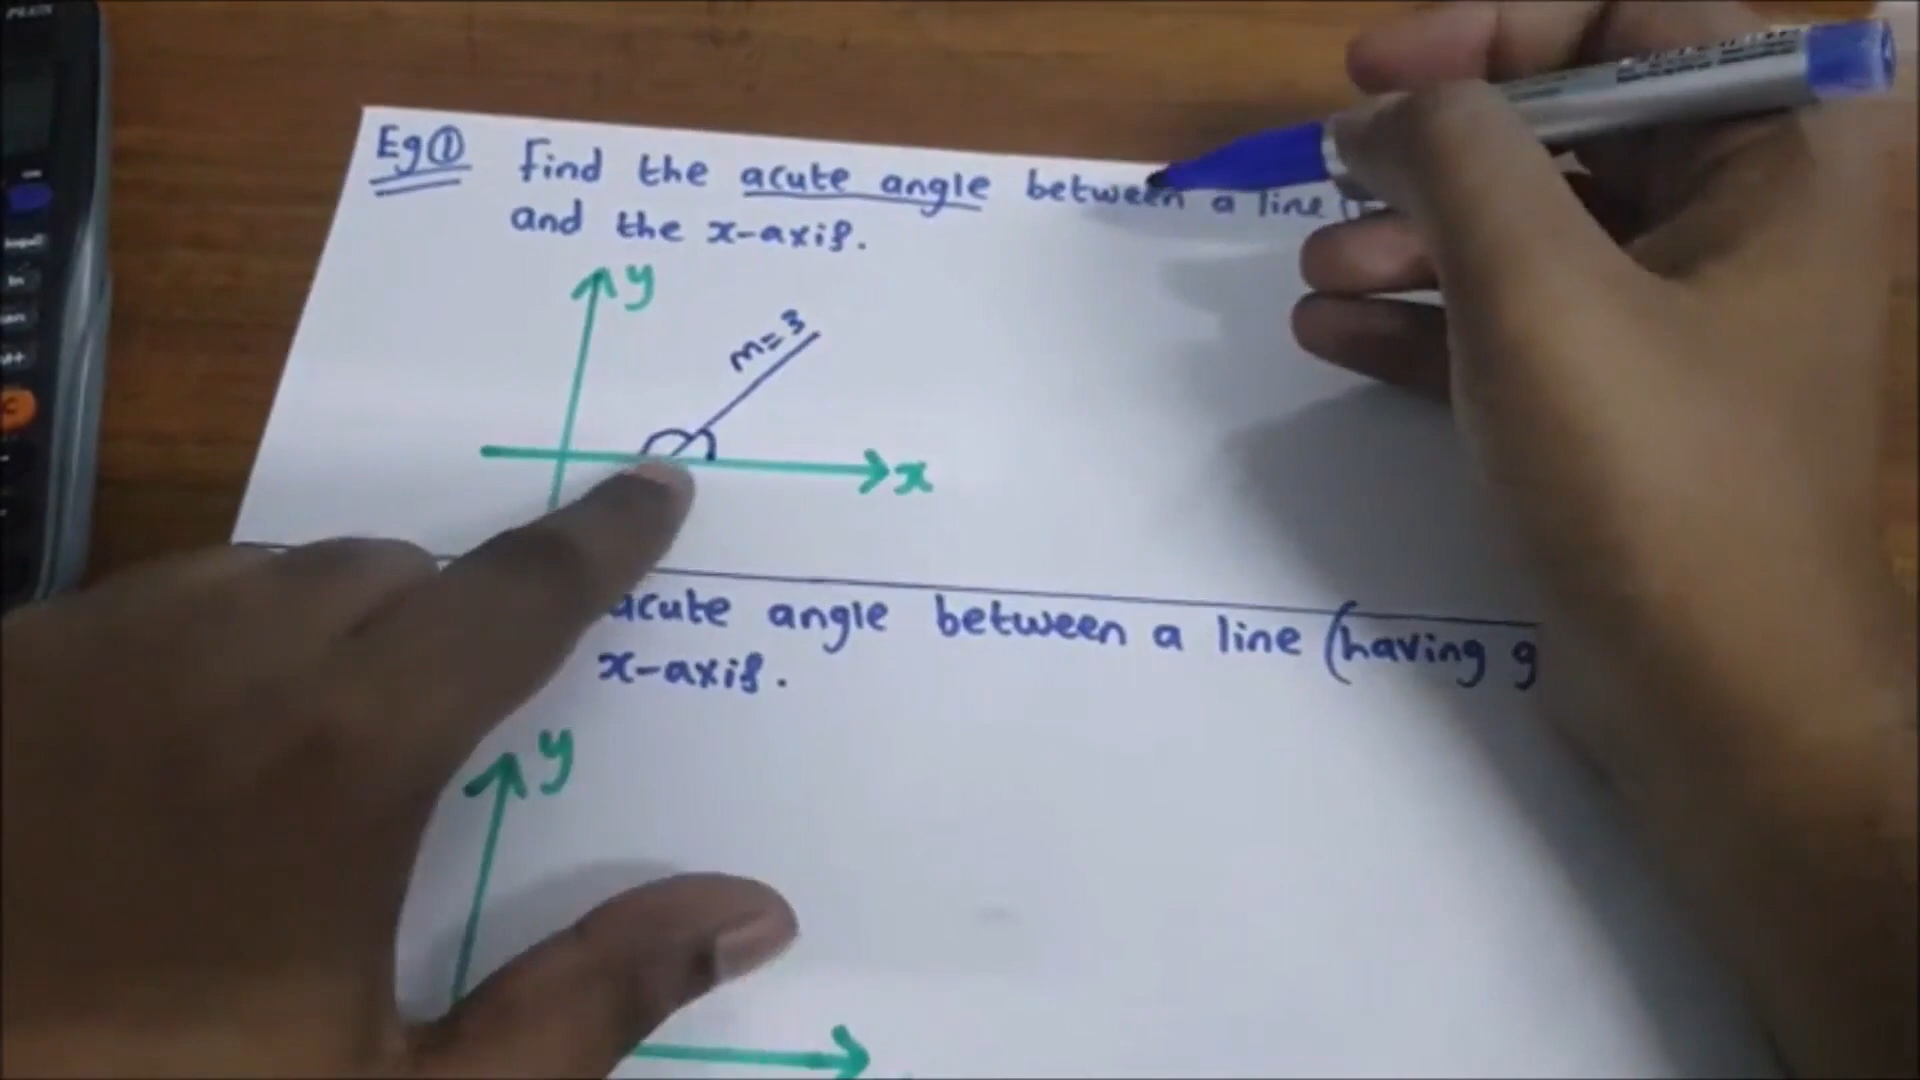 Eg① Find the acute angle between a line
and the x-axis.
y
m=3
x
acute angle between a line (having g
x-axis.
y